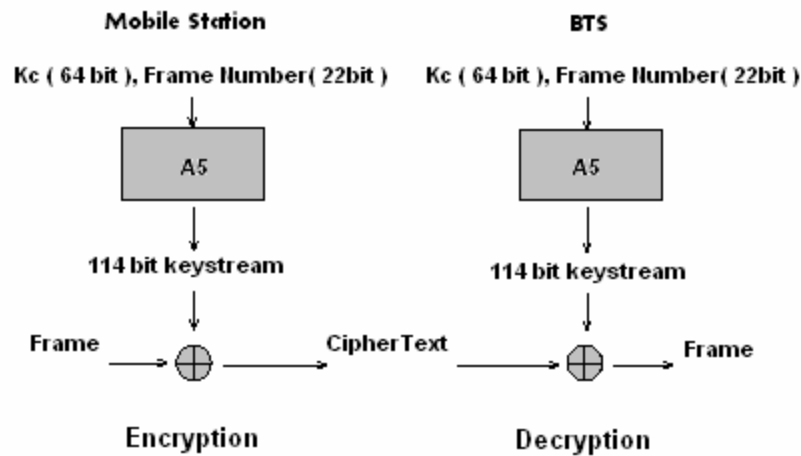 Mobile Station
BTS
Kc ( 64 bit ), Frame Number( 22bit )
Kc ( 64 bit ), Frame Number( 22bit )
A5
A5
114 bit keystream
114 bit keystream
Frame
CipherText
Frame
Encryption
Decryption